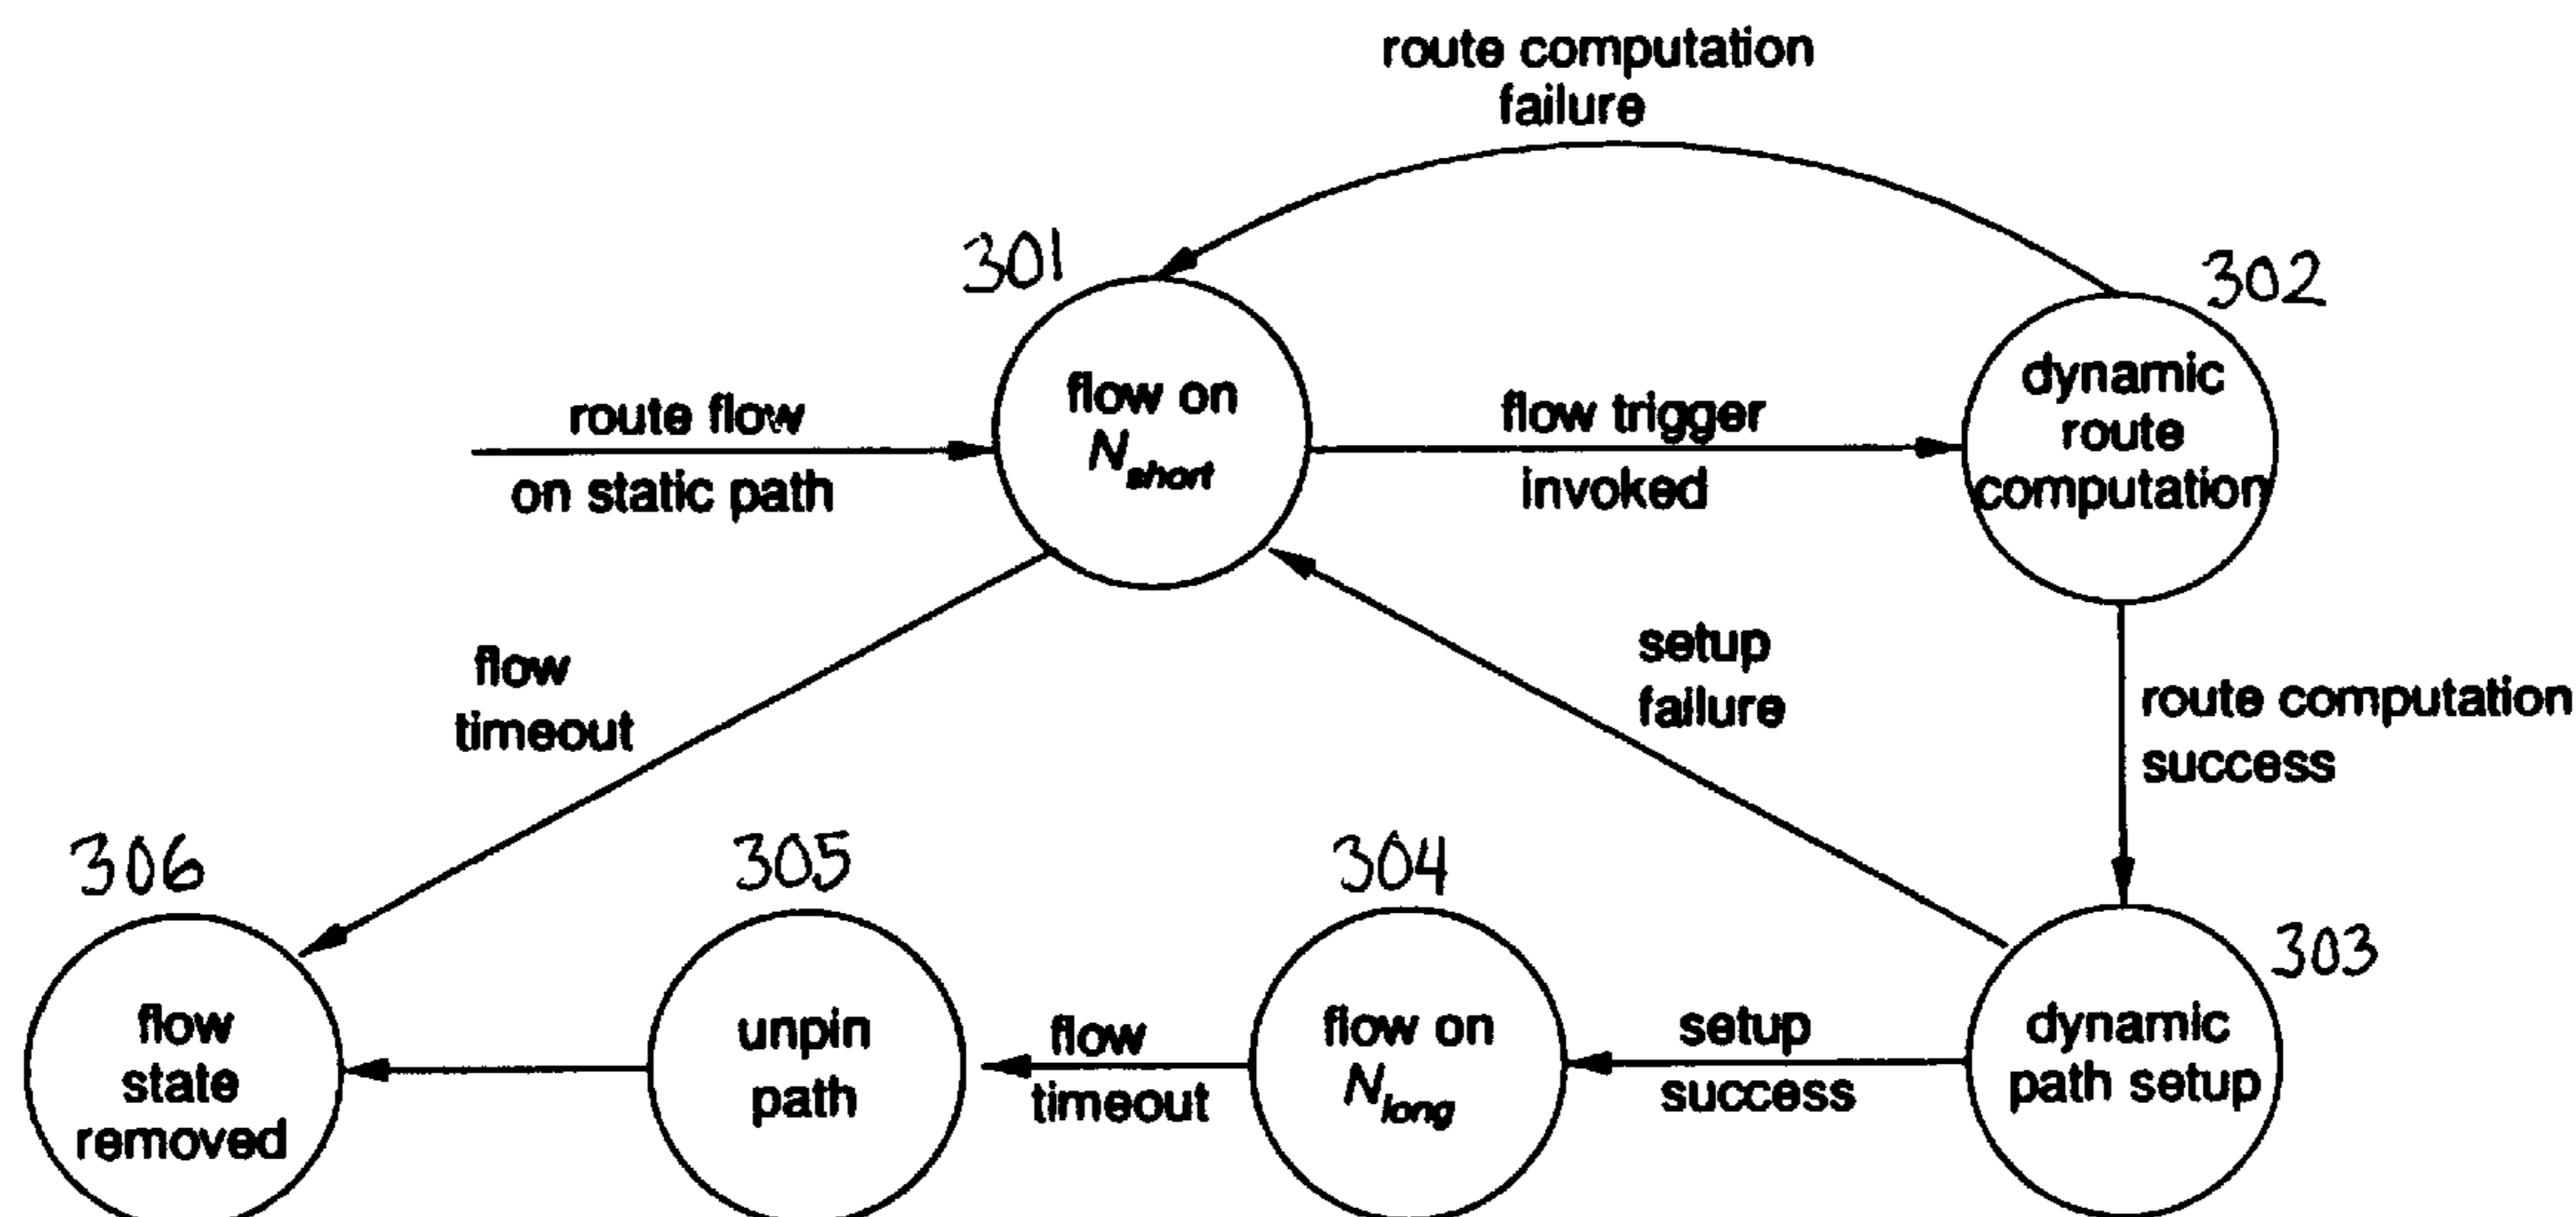 route computation
failure
301
302
flow on
N_short
dynamic
route
computation
route flow
on static path
flow trigger
invoked
flow
timeout
setup
failure
route computation
success
306
305
304
303
flow
state
removed
unpin
path
flow
timeout
flow on
N_long
setup
success
dynamic
path setup